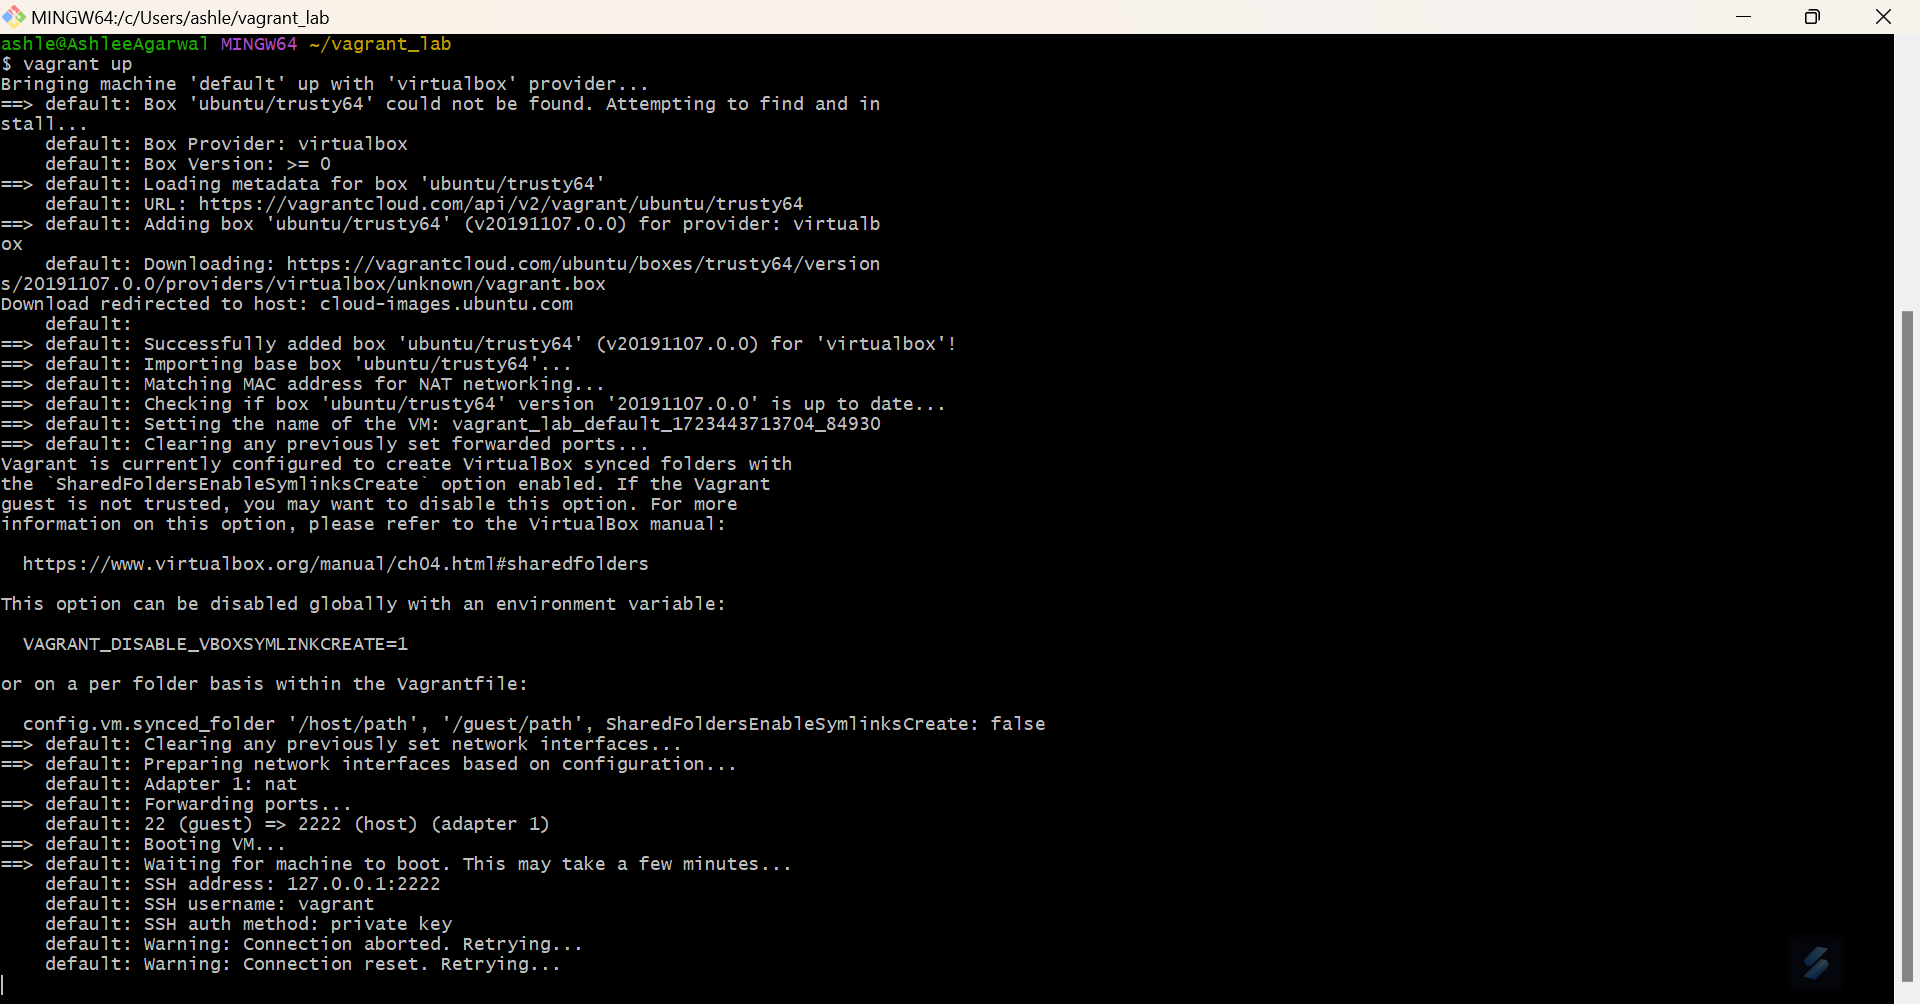 MINGW64:/c/Users/ashle/vagrant_lab
ashle@AshleeAgarwal MINGW64 ~/vagrant_lab
$ vagrant up
Bringing machine 'default' up with 'virtualbox' provider...
==> default: Box 'ubuntu/trusty64' could not be found. Attempting to find and in
stall...
    default: Box Provider: virtualbox
    default: Box Version: >= 0
==> default: Loading metadata for box 'ubuntu/trusty64'
    default: URL: https://vagrantcloud.com/api/v2/vagrant/ubuntu/trusty64
==> default: Adding box 'ubuntu/trusty64' (v20191107.0.0) for provider: virtualb
ox
    default: Downloading: https://vagrantcloud.com/ubuntu/boxes/trusty64/version
s/20191107.0.0/providers/virtualbox/unknown/vagrant.box
Download redirected to host: cloud-images.ubuntu.com
    default:
==> default: Successfully added box 'ubuntu/trusty64' (v20191107.0.0) for 'virtualbox'!
==> default: Importing base box 'ubuntu/trusty64'...
==> default: Matching MAC address for NAT networking...
==> default: Checking if box 'ubuntu/trusty64' version '20191107.0.0' is up to date...
==> default: Setting the name of the VM: vagrant_lab_default_1723443713704_84930
==> default: Clearing any previously set forwarded ports...
Vagrant is currently configured to create VirtualBox synced folders with
the `SharedFoldersEnableSymlinksCreate` option enabled. If the Vagrant
guest is not trusted, you may want to disable this option. For more
information on this option, please refer to the VirtualBox manual:
  https://www.virtualbox.org/manual/ch04.html#sharedfolders
This option can be disabled globally with an environment variable:
  VAGRANT_DISABLE_VBOXSYMLINKCREATE=1
or on a per folder basis within the Vagrantfile:
  config.vm.synced_folder '/host/path', '/guest/path', SharedFoldersEnableSymlinksCreate: false
==> default: Clearing any previously set network interfaces...
==> default: Preparing network interfaces based on configuration...
    default: Adapter 1: nat
==> default: Forwarding ports...
    default: 22 (guest) => 2222 (host) (adapter 1)
==> default: Booting VM...
==> default: Waiting for machine to boot. This may take a few minutes...
    default: SSH address: 127.0.0.1:2222
    default: SSH username: vagrant
    default: SSH auth method: private key
    default: Warning: Connection aborted. Retrying...
    default: Warning: Connection reset. Retrying...